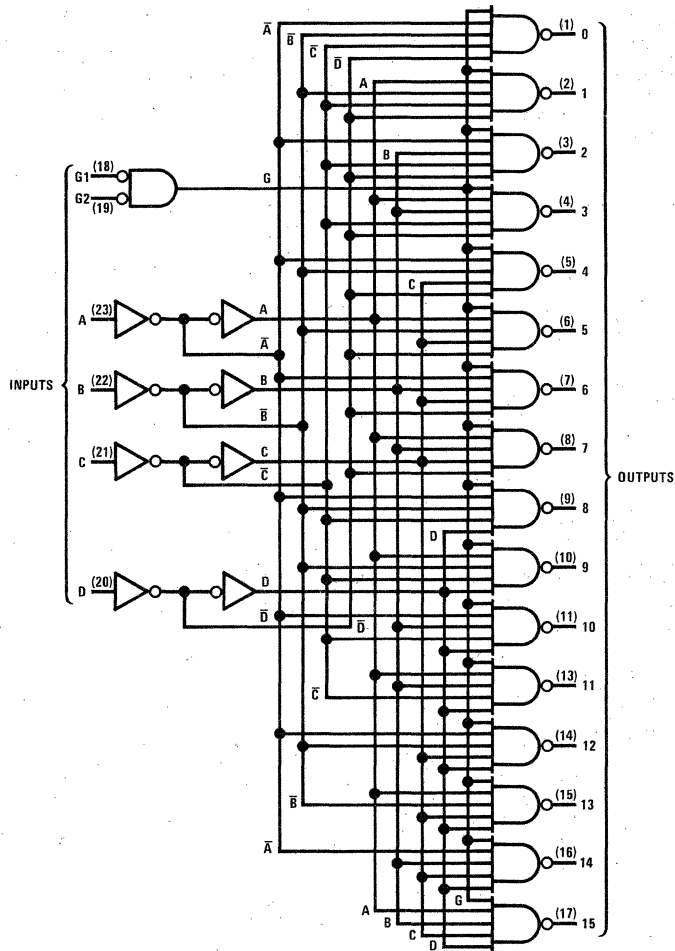 A̅
B̅
C̅
D̅
(1)
0
A
(2)
1
B
(3)
2
G1
(18)
G
G2
(19)
(4)
3
C
(5)
4
A
(23)
A
A̅
(6)
5
INPUTS
B
(22)
B
B̅
(7)
6
C
(21)
C
C̅
(8)
7
OUTPUTS
D
(9)
8
(10)
9
D
(20)
D
D̅
D̅
(11)
10
C̅
(13)
11
(14)
12
B̅
(15)
13
A̅
(16)
14
G
A
B
C
D
(17)
15